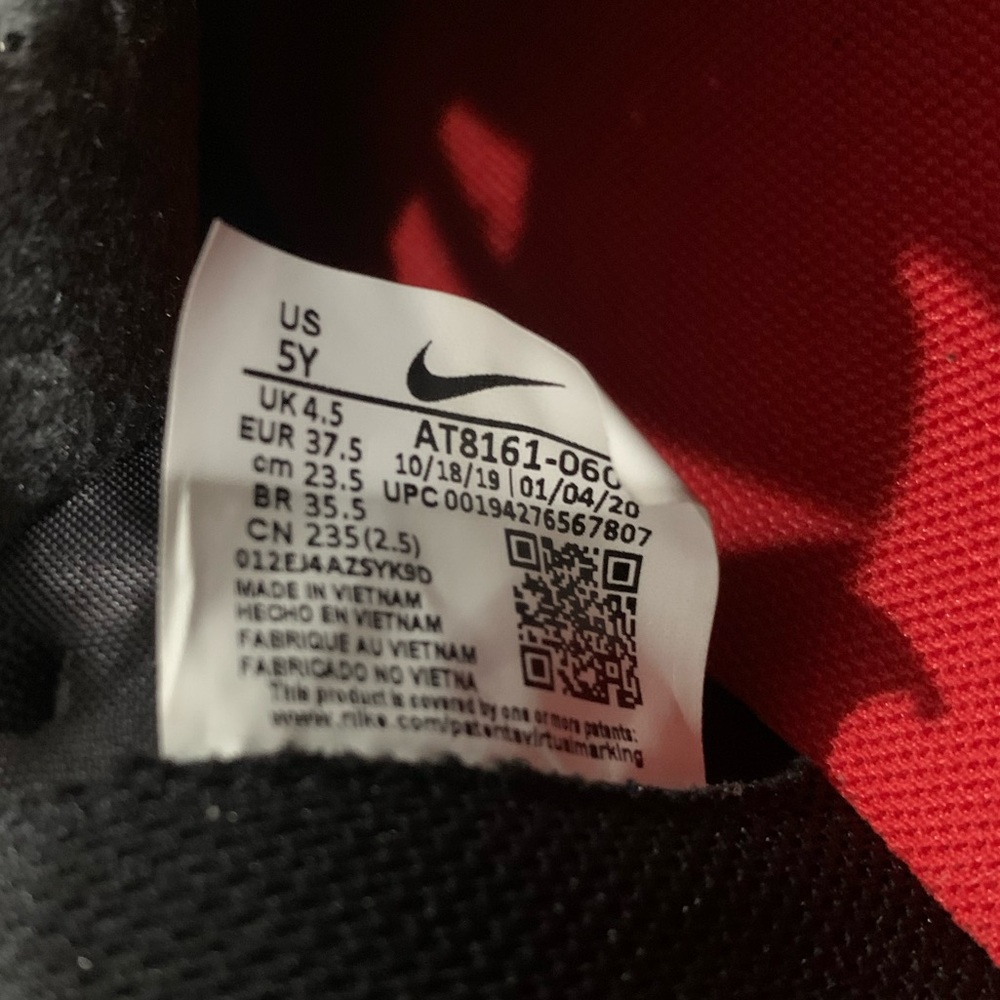 US
5Y
UK 4.5
EUR 37.5
cm 23.5
BR 35.5
CN 235(2.5)
012EJ4AZSYK9D
MADE IN VIETNAM
HECHO EN VIETNAM
FABRIQUE AU VIETNAM
FABRICADO NO VIETNA
AT8161-060
10/18/19 | 01/04/20
UPC 00194276567807
This product is covered by one or more patents:
www.nike.com/patentsvirtualmarking